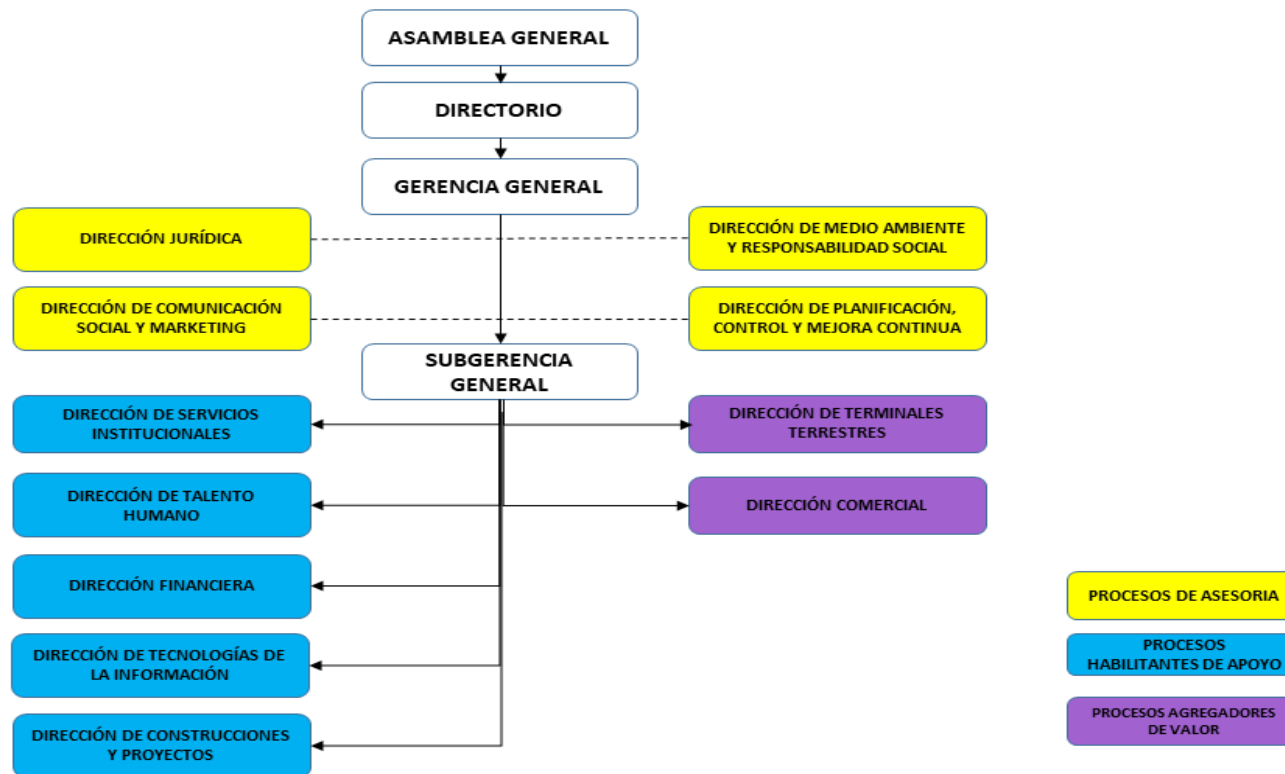 ASAMBLEA GENERAL
DIRECTORIO
GERENCIA GENERAL
DIRECCIÓN JURÍDICA
DIRECCIÓN DE MEDIO AMBIENTE
Y RESPONSABILIDAD SOCIAL
DIRECCIÓN DE COMUNICACIÓN
SOCIAL Y MARKETING
DIRECCIÓN DE PLANIFICACIÓN,
CONTROL Y MEJORA CONTINUA
SUBGERENCIA
GENERAL
DIRECCIÓN DE SERVICIOS
INSTITUCIONALES
DIRECCIÓN DE TERMINALES
TERRESTRES
DIRECCIÓN DE TALENTO
HUMANO
DIRECCIÓN COMERCIAL
DIRECCIÓN FINANCIERA
DIRECCIÓN DE TECNOLOGÍAS DE
LA INFORMACIÓN
DIRECCIÓN DE CONSTRUCCIONES
Y PROYECTOS
PROCESOS DE ASESORIA
PROCESOS
HABILITANTES DE APOYO
PROCESOS AGREGADORES
DE VALOR